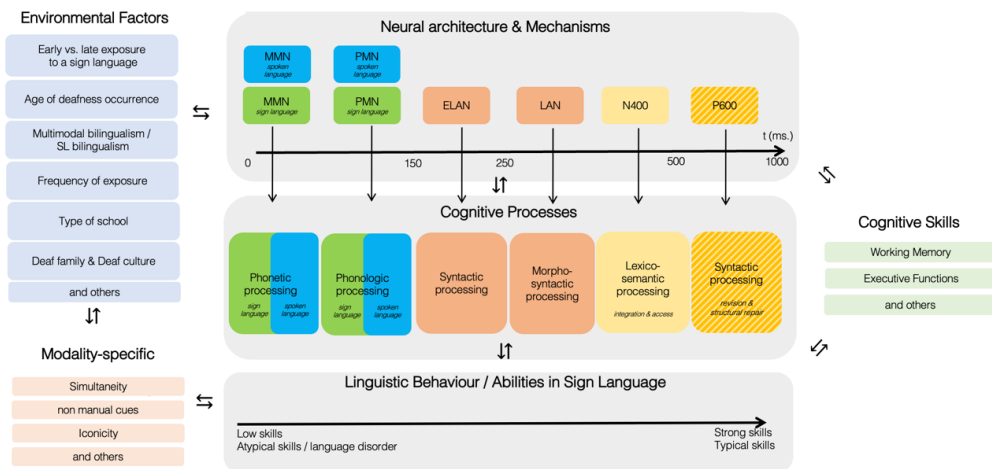 Environmental Factors
Early vs. late exposure
to a sign language
Age of deafness occurrence
Multimodal bilingualism /
SL bilingualism
Frequency of exposure
Type of school
Deaf family & Deaf culture
and others
Modality-specific
Simultaneity
non manual cues
Iconicity
and others
Neural architecture & Mechanisms
MMN
spoken
language
PMN
spoken
language
MMN
sign language
PMN
sign language
ELAN
LAN
N400
P600
t (ms.)
0
150
250
500
1000
Cognitive Processes
Phonetic
processing
sign
language
spoken
language
Phonologic
processing
sign
language
spoken
language
Syntactic
processing
Morpho-
syntactic
processing
Lexico-
semantic
processing
integration & access
Syntactic
processing
revision &
structural repair
Linguistic Behaviour / Abilities in Sign Language
Low skills
Atypical skills / language disorder
Strong skills
Typical skills
Cognitive Skills
Working Memory
Executive Functions
and others